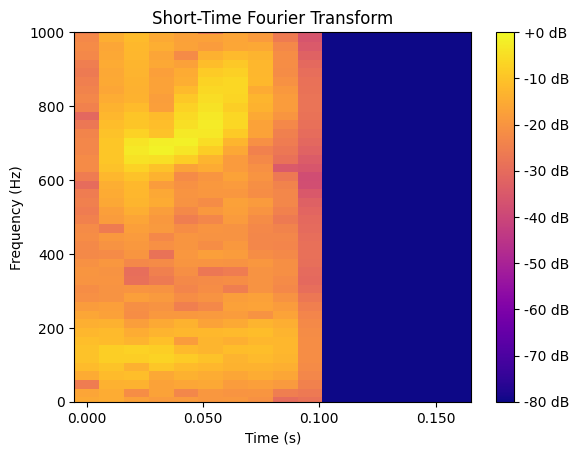 Short-Time Fourier Transform
1000
800
600
400
200
0
Frequency (Hz)
0.000
0.050
0.100
0.150
Time (s)
+0 dB
-10 dB
-20 dB
-30 dB
-40 dB
-50 dB
-60 dB
-70 dB
-80 dB